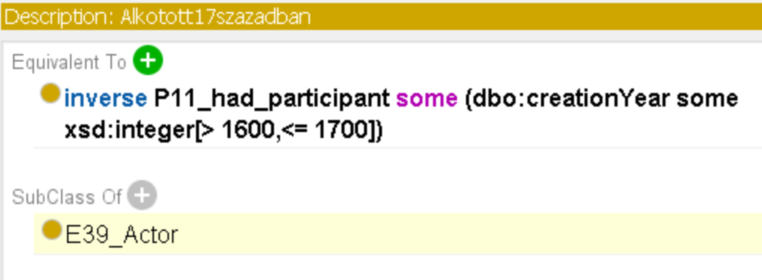 Description: Alkotott17szazadban
Equivalent To
inverse P11_had_participant some (dbo:creationYear some
xsd:integer[> 1600,<= 1700])
SubClass Of
E39_Actor